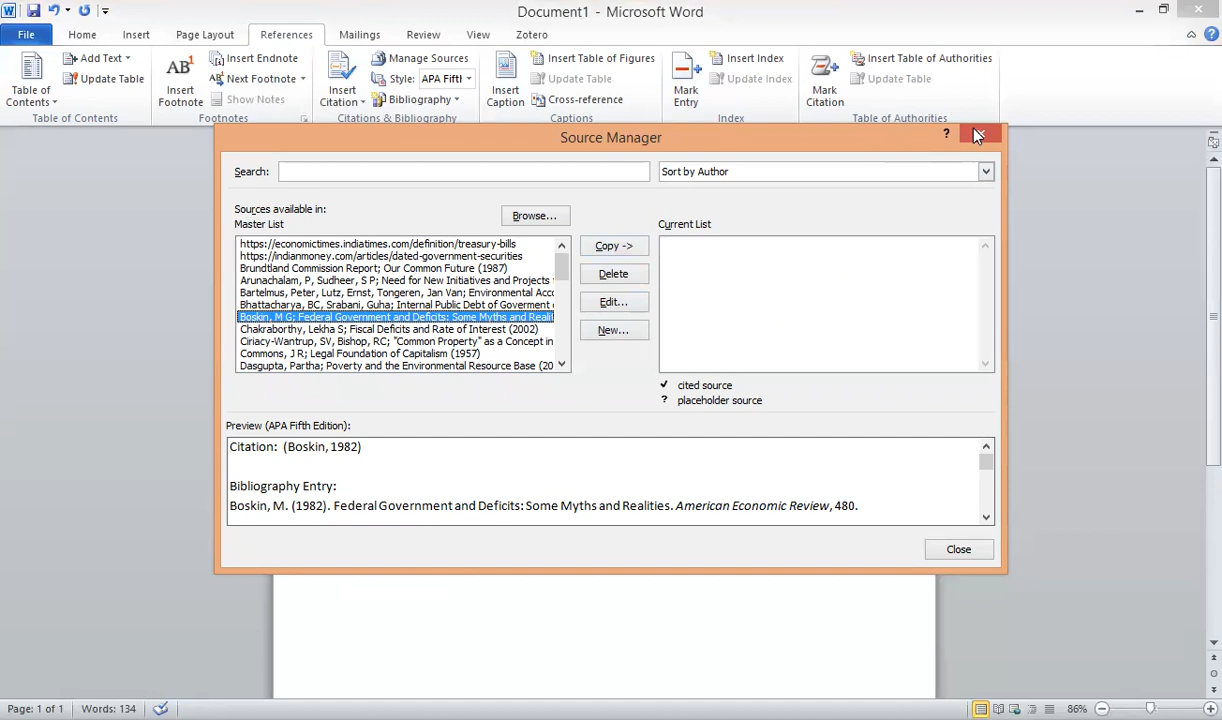 Document1 - Microsoft Word
File Home Insert Page Layout References Mailings Review View Zotero
Table of Contents
Add Text
Update Table
Table of Contents
AB1
Insert Footnote
Insert Endnote
Next Footnote
Show Notes
Footnotes
Insert Citation
Manage Sources
Style: APA Fifth
Bibliography
Citations & Bibliography
Insert Caption
Insert Table of Figures
Update Table
Cross-reference
Captions
Mark Entry
Insert Index
Update Index
Index
Mark Citation
Insert Table of Authorities
Update Table
Table of Authorities
Source Manager
Search:
Sort by Author
Sources available in:
Master List
Browse...
Current List
https://economictimes.indiatimes.com/definition/treasury-bills
https://indianmoney.com/articles/dated-government-securities
Brundtland Commission Report; Our Common Future (1987)
Arunachalam, P, Sudheer, S P; Need for New Initiatives and Projects
Bartelmus, Peter, Lutz, Ernst, Tongeren, Jan Van; Environmental Acc
Bhattacharya, BC, Srabani, Guha; Internal Public Debt of Goverment
Boskin, M G; Federal Government and Deficits: Some Myths and Reali
Chakraborthy, Lekha S; Fiscal Deficits and Rate of Interest (2002)
Ciriacy-Wantrup, SV, Bishop, RC; "Common Property" as a Concept in
Commons, J R; Legal Foundation of Capitalism (1957)
Dasgupta, Partha; Poverty and the Environmental Resource Base (20
Copy ->
Delete
Edit...
New...
cited source
? placeholder source
Preview (APA Fifth Edition):
Citation: (Boskin, 1982)
Bibliography Entry:
Boskin, M. (1982). Federal Government and Deficits: Some Myths and Realities. American Economic Review, 480.
Close
Page: 1 of 1 Words: 134
86%